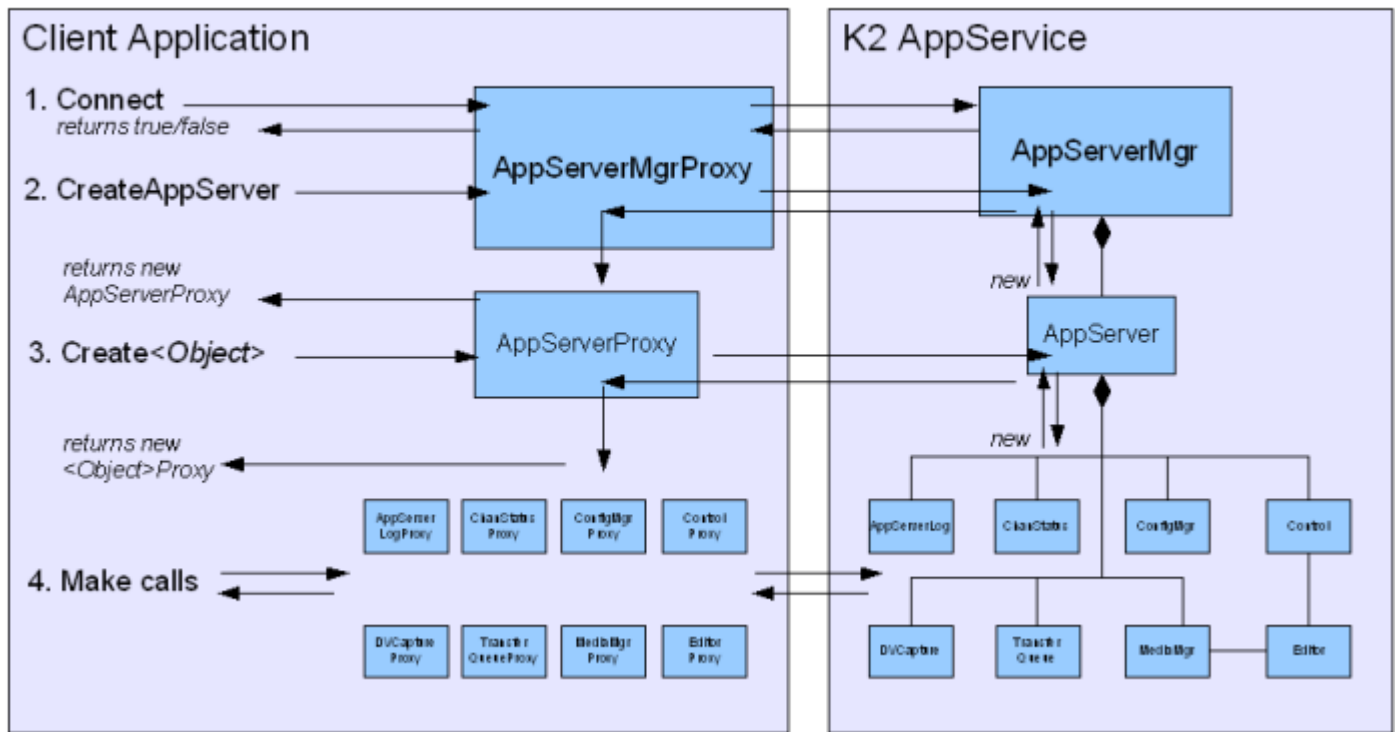 Client Application
1. Connect
returns true/false
AppServerMgrProxy
2. CreateAppServer
returns new
AppServerProxy
AppServerProxy
3. Create<Object>
returns new
<Object>Proxy
AppServer
LogProxy
ChanStatus
Proxy
ConfigMgr
Proxy
Control
Proxy
4. Make calls
DVCapture
Proxy
Transfer
QueueProxy
MediaMgr
Proxy
Editor
Proxy
K2 AppService
AppServerMgr
new
AppServer
new
AppServerLog
ChanStatus
ConfigMgr
Control
DVCapture
Transfer
Queue
MediaMgr
Editor